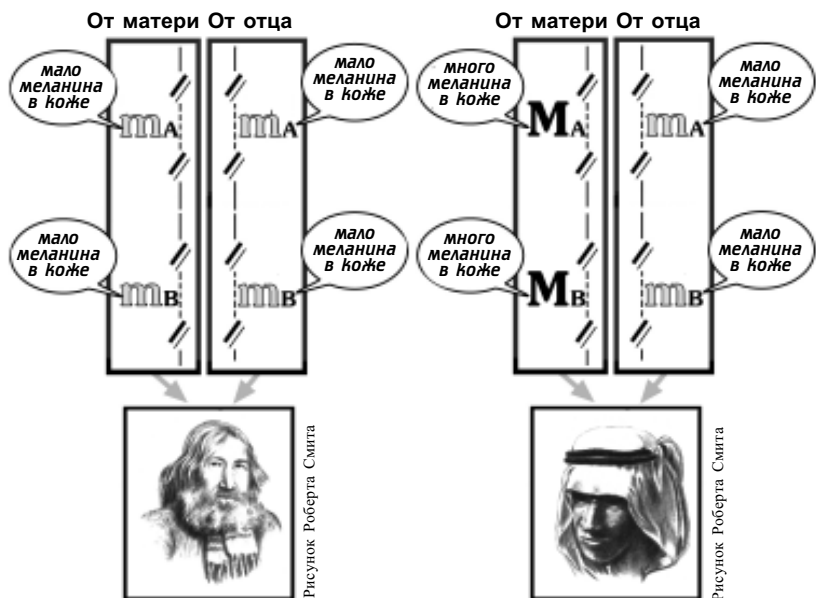 От матери От отца
мало
меланина
в коже
mA
мало
меланина
в коже
mA
мало
меланина
в коже
mB
мало
меланина
в коже
mB
Рисунок Роберта Смита
От матери От отца
много
меланина
в коже
MA
мало
меланина
в коже
mA
много
меланина
в коже
MB
мало
меланина
в коже
mB
Рисунок Роберта Смита